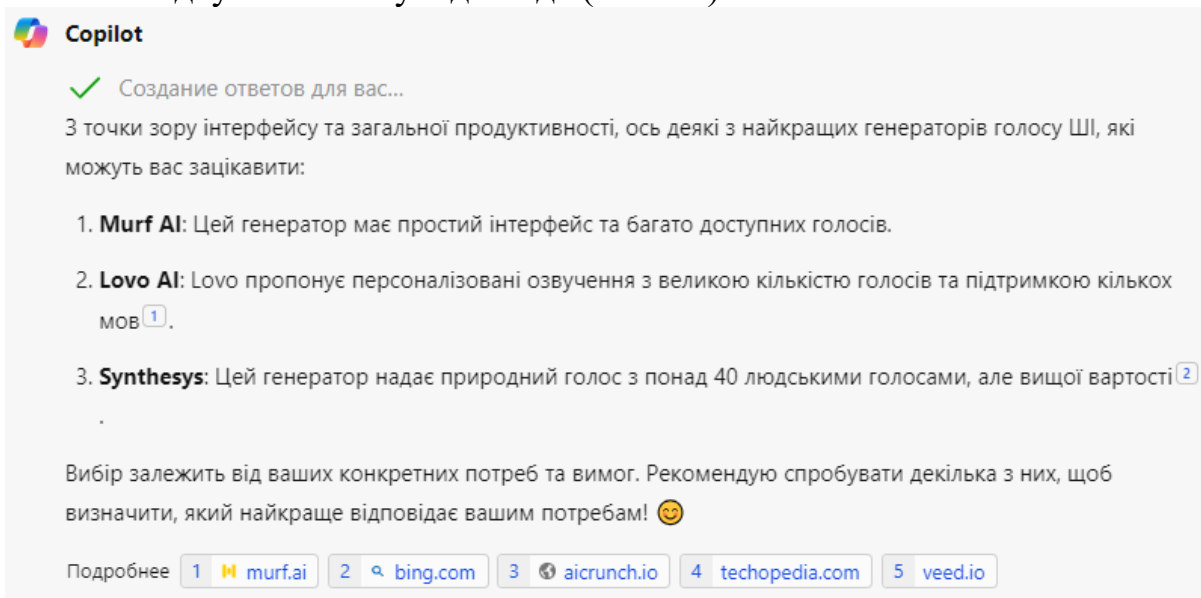 Copilot
Создание ответов для вас...
З точки зору інтерфейсу та загальної продуктивності, ось деякі з найкращих генераторів голосу ШІ, які
можуть вас зацікавити:
1. Murf AI: Цей генератор має простий інтерфейс та багато доступних голосів.
2. Lovo AI: Lovo пропонує персоналізовані озвучення з великою кількістю голосів та підтримкою кількох
мов 1.
3. Synthesys: Цей генератор надає природний голос з понад 40 людськими голосами, але вищої вартості 2
.
Вибір залежить від ваших конкретних потреб та вимог. Рекомендую спробувати декілька з них, щоб
визначити, який найкраще відповідає вашим потребам! 😊
Подробнее 1 murf.ai 2 bing.com 3 aicrunch.io 4 techopedia.com 5 veed.io